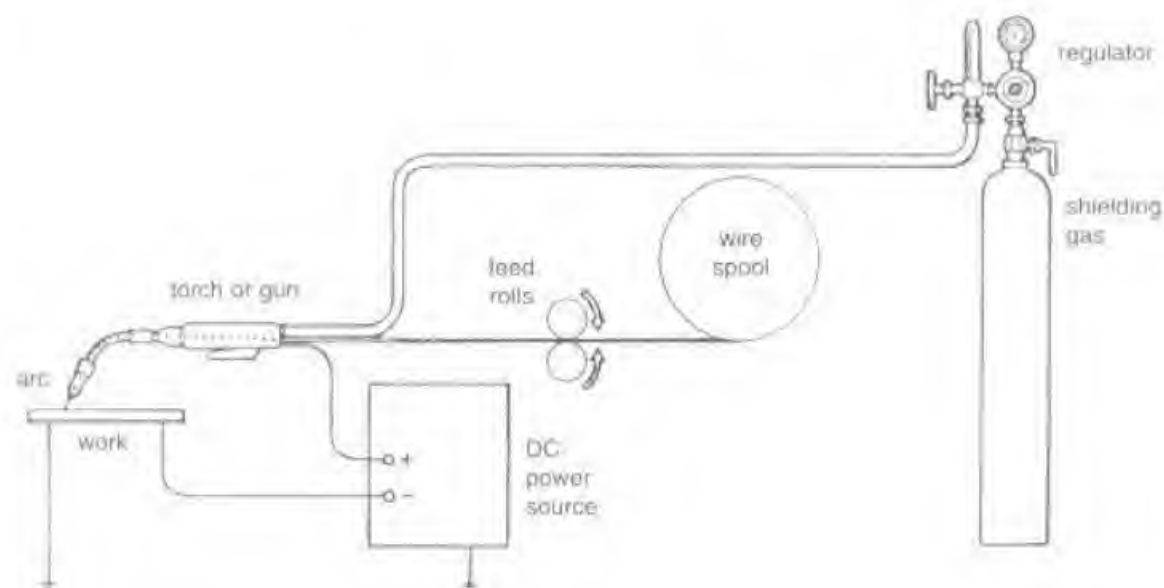 regulator
shielding
gas
wire
spool
feed
rolls
torch or gun
arc
work
+
-
DC
power
source